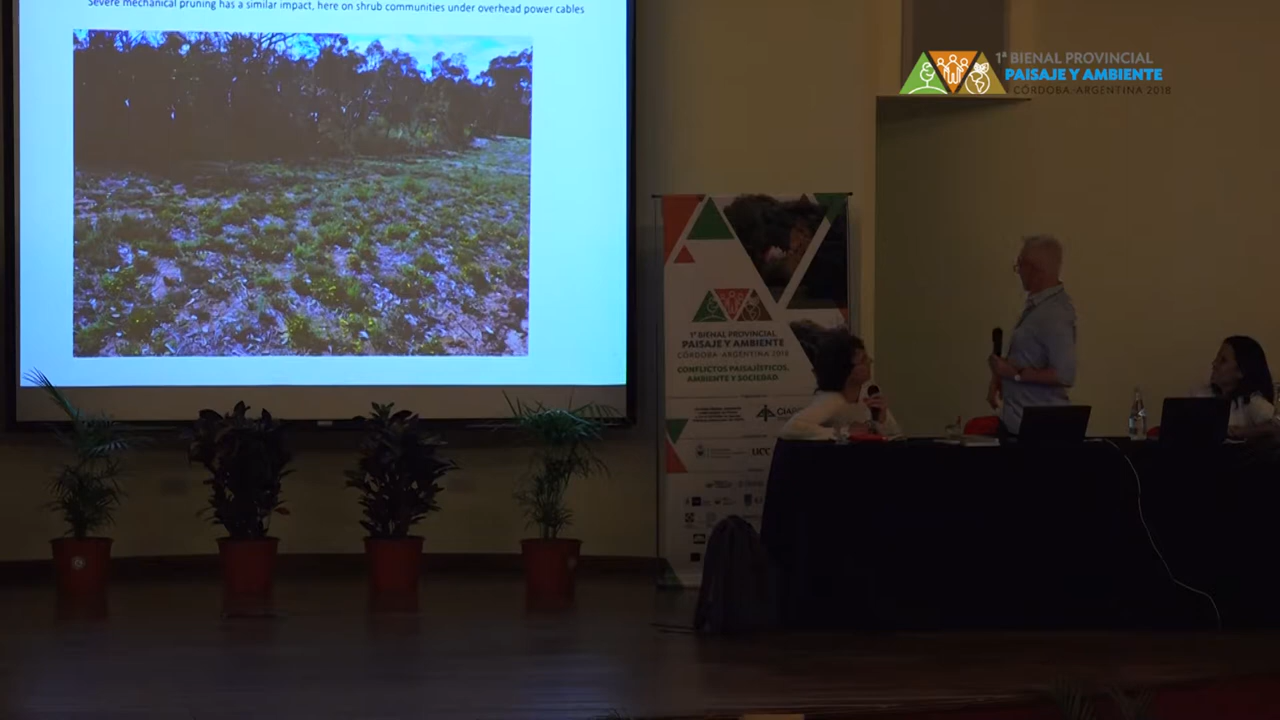 Severe mechanical pruning has a similar impact, here on shrub communities under overhead power cables
1ª BIENAL PROVINCIAL
PAISAJE Y AMBIENTE
CÓRDOBA-ARGENTINA 2018
1ª BIENAL PROVINCIAL
PAISAJE Y AMBIENTE
CÓRDOBA-ARGENTINA 2018
CONFLICTOS PAISAJÍSTICOS,
AMBIENTE Y SOCIEDAD.
UCC